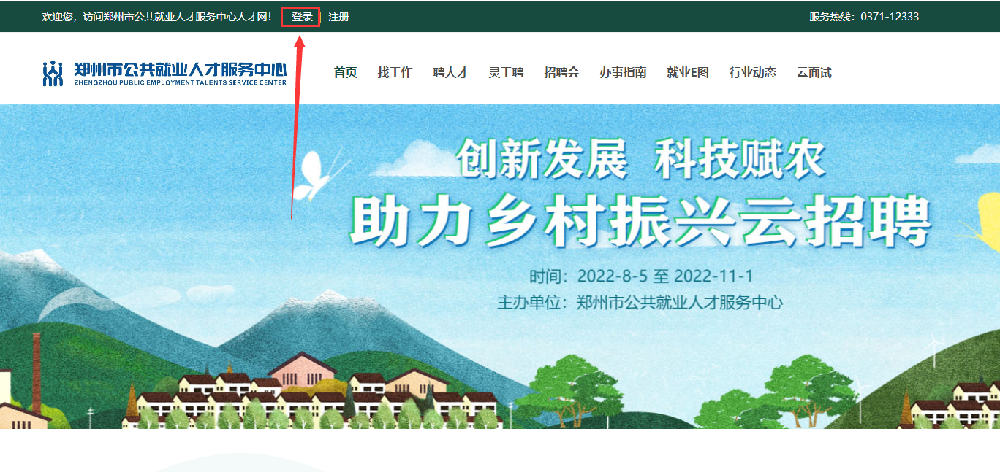 欢迎您，访问郑州市公共就业人才服务中心人才网！ 登录 | 注册 服务热线：0371-12333
郑州市公共就业人才服务中心
ZHENGZHOU PUBLIC EMPLOYMENT TALENTS SERVICE CENTER
首页 找工作 聘人才 灵工聘 招聘会 办事指南 就业E图 行业动态 云面试
创新发展 科技赋农
助力乡村振兴云招聘
时间：2022-8-5 至 2022-11-1
主办单位：郑州市公共就业人才服务中心